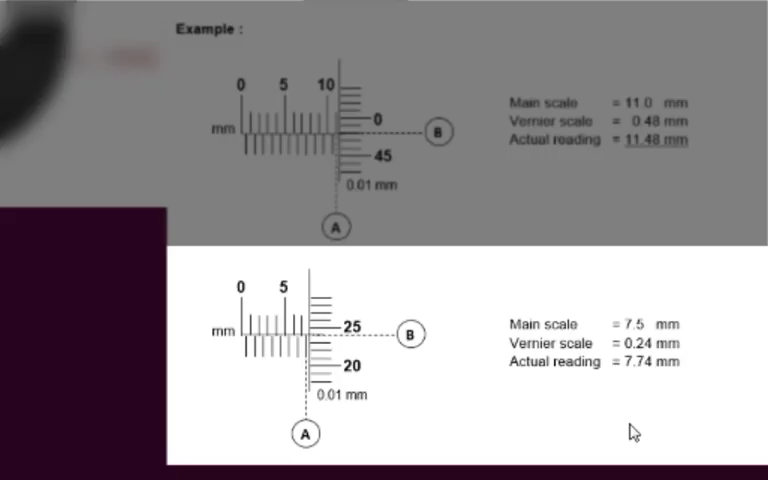 Example :
0 5 10
Main scale = 11.0 mm
0
Vernier scale = 0.48 mm
mm
B
Actual reading = 11.48 mm
45
0.01 mm
A
0 5
25
Main scale = 7.5 mm
mm
B
Vernier scale = 0.24 mm
20
Actual reading = 7.74 mm
0.01 mm
A